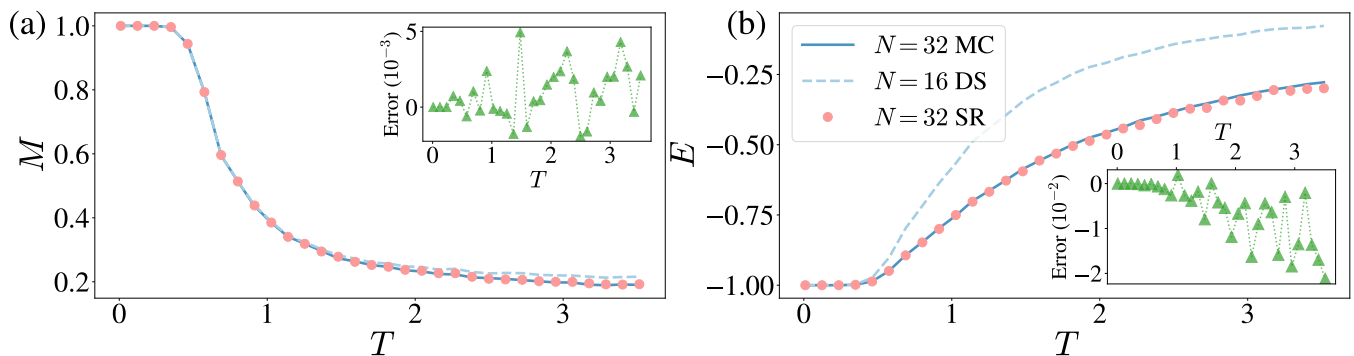 (a)
1.0
0.8
0.6
0.4
0.2
M
0
1
2
3
T
5
0
Error (10⁻³)
0
1
2
3
T
(b)
N = 32 MC
N = 16 DS
N = 32 SR
−0.25
−0.50
−0.75
−1.00
E
0
1
2
3
T
T
0
1
2
3
0
−1
−2
Error (10⁻²)